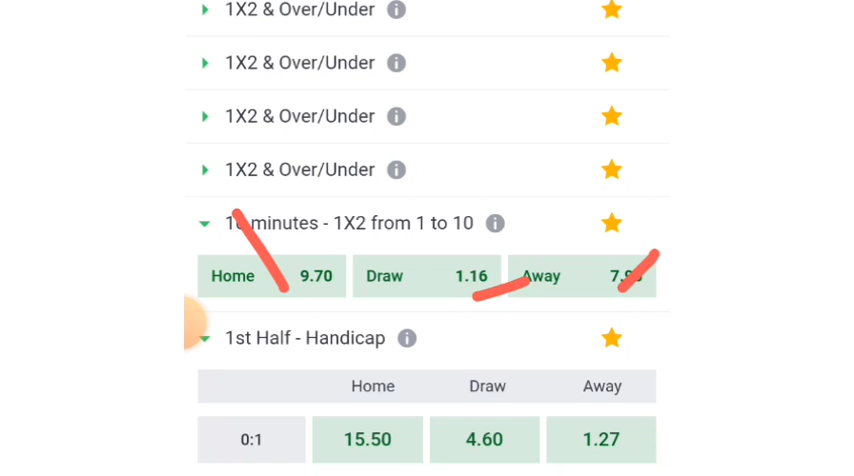 1X2 & Over/Under
1X2 & Over/Under
1X2 & Over/Under
1X2 & Over/Under
minutes - 1X2 from 1 to 10
Home 9.70 Draw 1.16 Away
1st Half - Handicap
Home Draw Away
0:1 15.50 4.60 1.27